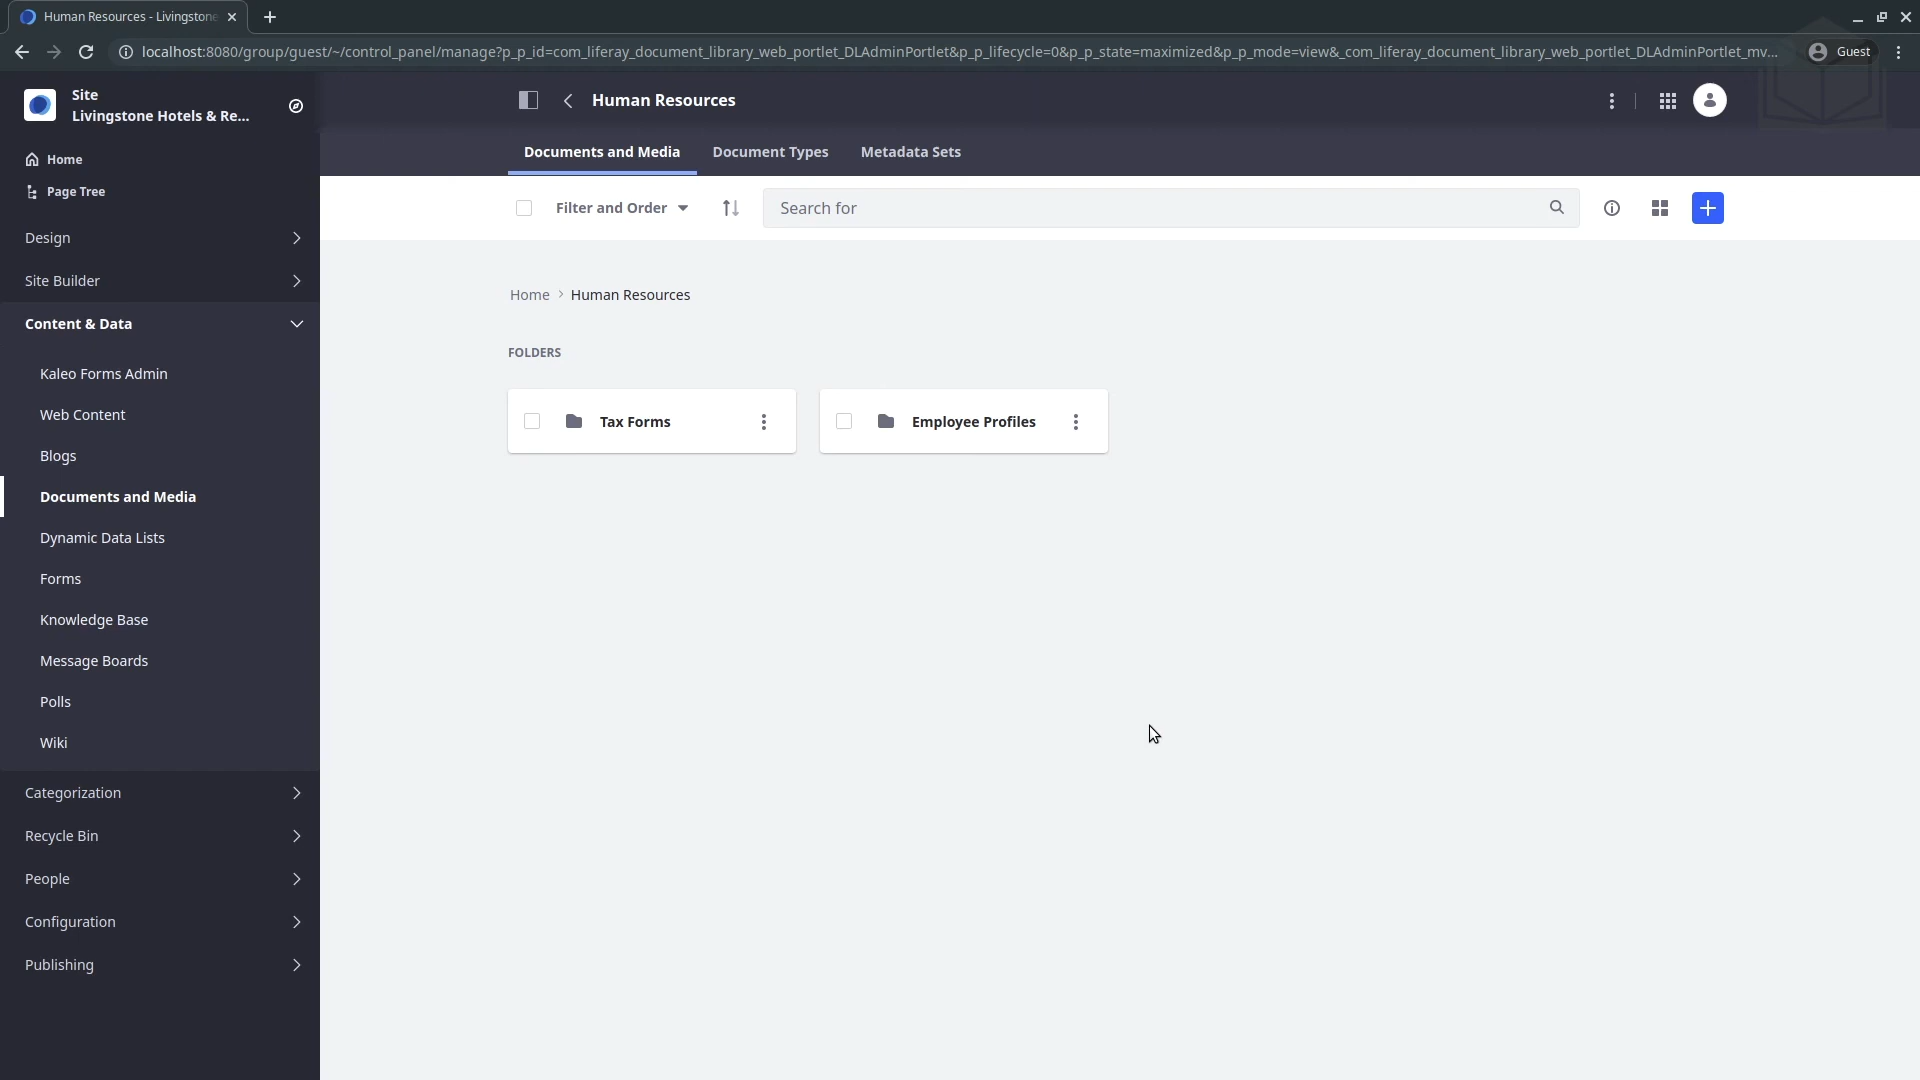 Human Resources - Livingstone
localhost:8080/group/guest/~/control_panel/manage?p_p_id=com_liferay_document_library_web_portlet_DLAdminPortlet&p_p_lifecycle=0&p_p_state=maximized&p_p_mode=view&_com_liferay_document_library_web_portlet_DLAdminPortlet_mv...
Guest
Site
Livingstone Hotels & Re...
Human Resources
Home
Page Tree
Documents and Media
Document Types
Metadata Sets
Filter and Order
Search for
Design
Site Builder
Content & Data
Kaleo Forms Admin
Web Content
Blogs
Documents and Media
Dynamic Data Lists
Forms
Knowledge Base
Message Boards
Polls
Wiki
Categorization
Recycle Bin
People
Configuration
Publishing
Home > Human Resources
FOLDERS
Tax Forms
Employee Profiles